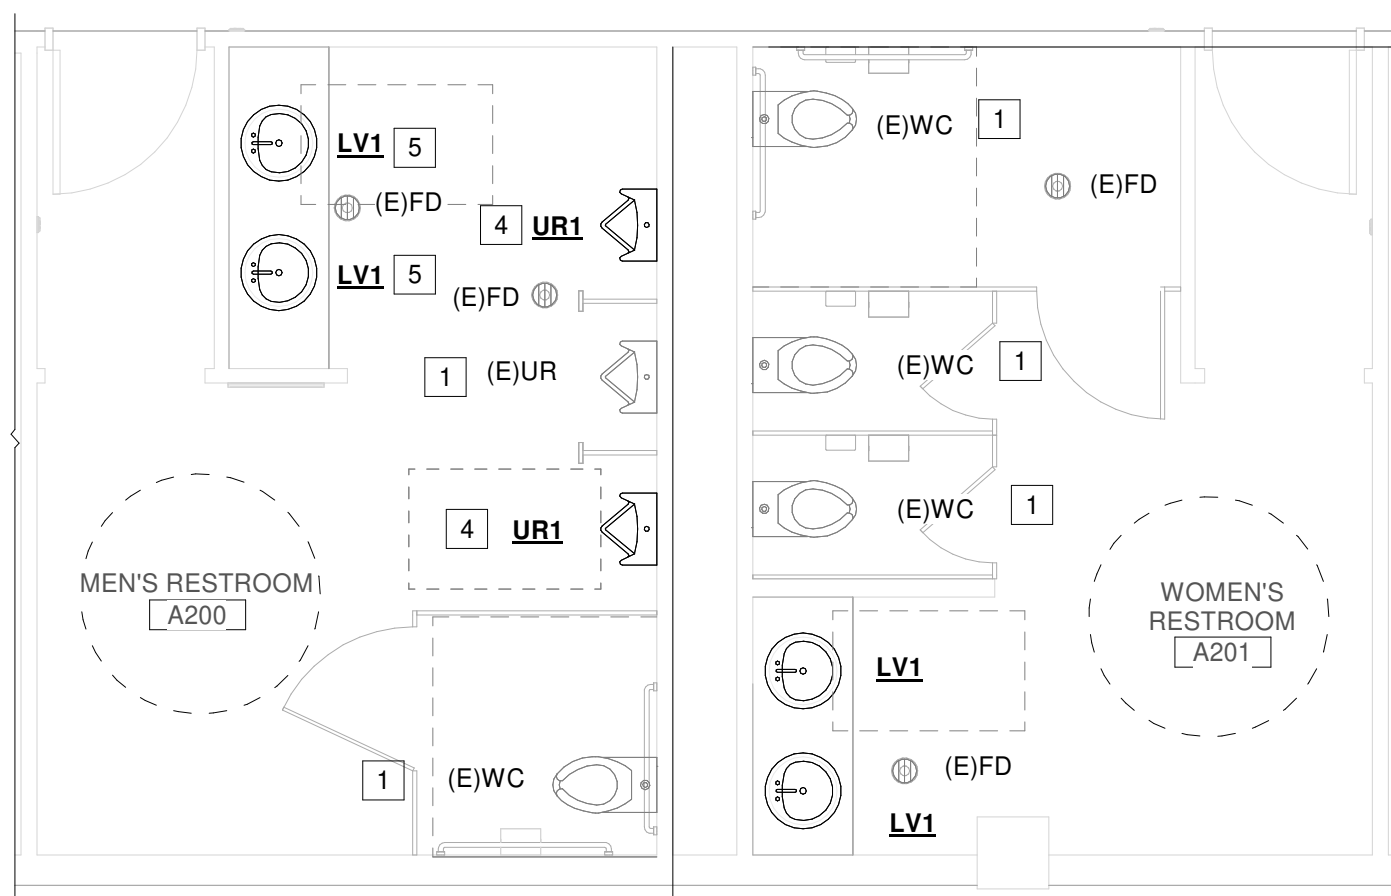 LV1 5
(E)FD
4 UR1
LV1 5
(E)FD
1 (E)UR
4 UR1
MEN'S RESTROOM
A200
1 (E)WC
(E)WC 1
(E)FD
(E)WC 1
(E)WC 1
WOMEN'S
RESTROOM
A201
LV1
(E)FD
LV1